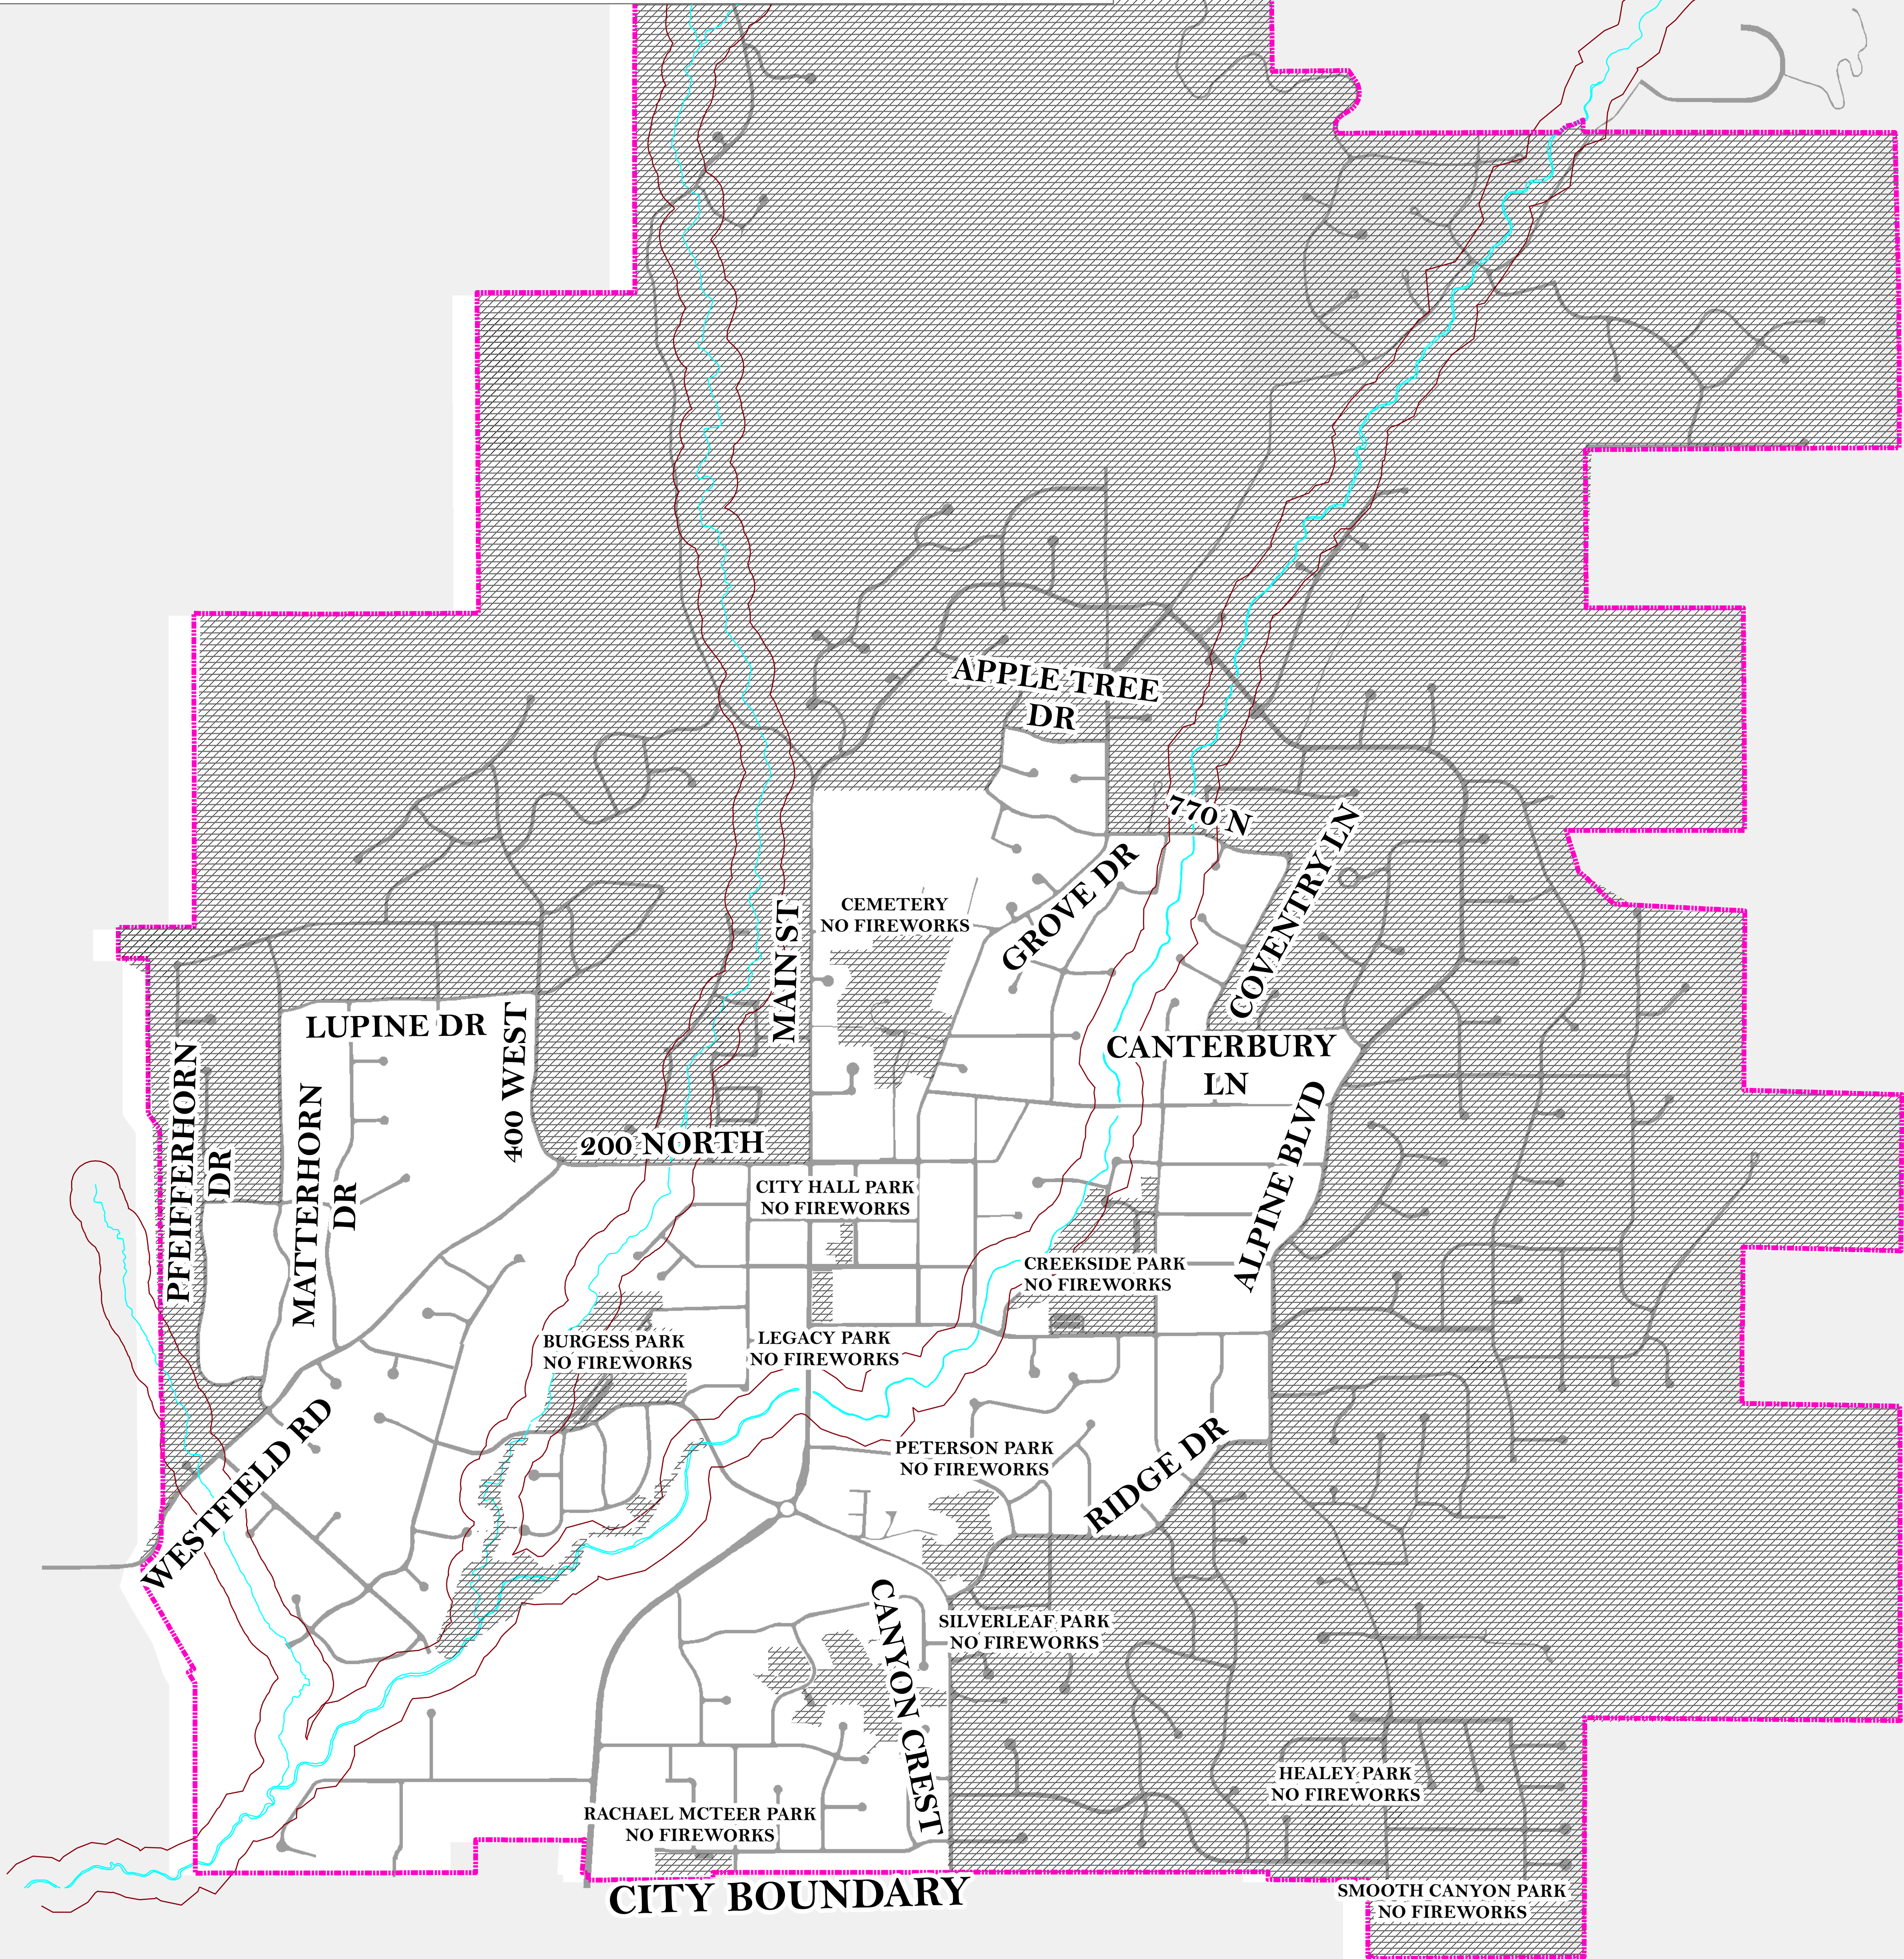 APPLE TREE
DR
770 N
COVENTRY LN
GROVE DR
CEMETERY
NO FIREWORKS
MAIN ST
LUPINE DR
400 WEST
CANTERBURY
LN
PFEIFFERHORN
DR
MATTERHORN
DR
200 NORTH
ALPINE BLVD
CITY HALL PARK
NO FIREWORKS
CREEKSIDE PARK
NO FIREWORKS
BURGESS PARK
NO FIREWORKS
LEGACY PARK
NO FIREWORKS
WESTFIELD RD
PETERSON PARK
NO FIREWORKS
RIDGE DR
CANYON CREST
SILVERLEAF PARK
NO FIREWORKS
HEALEY PARK
NO FIREWORKS
RACHAEL MCTEER PARK
NO FIREWORKS
CITY BOUNDARY
SMOOTH CANYON PARK
NO FIREWORKS